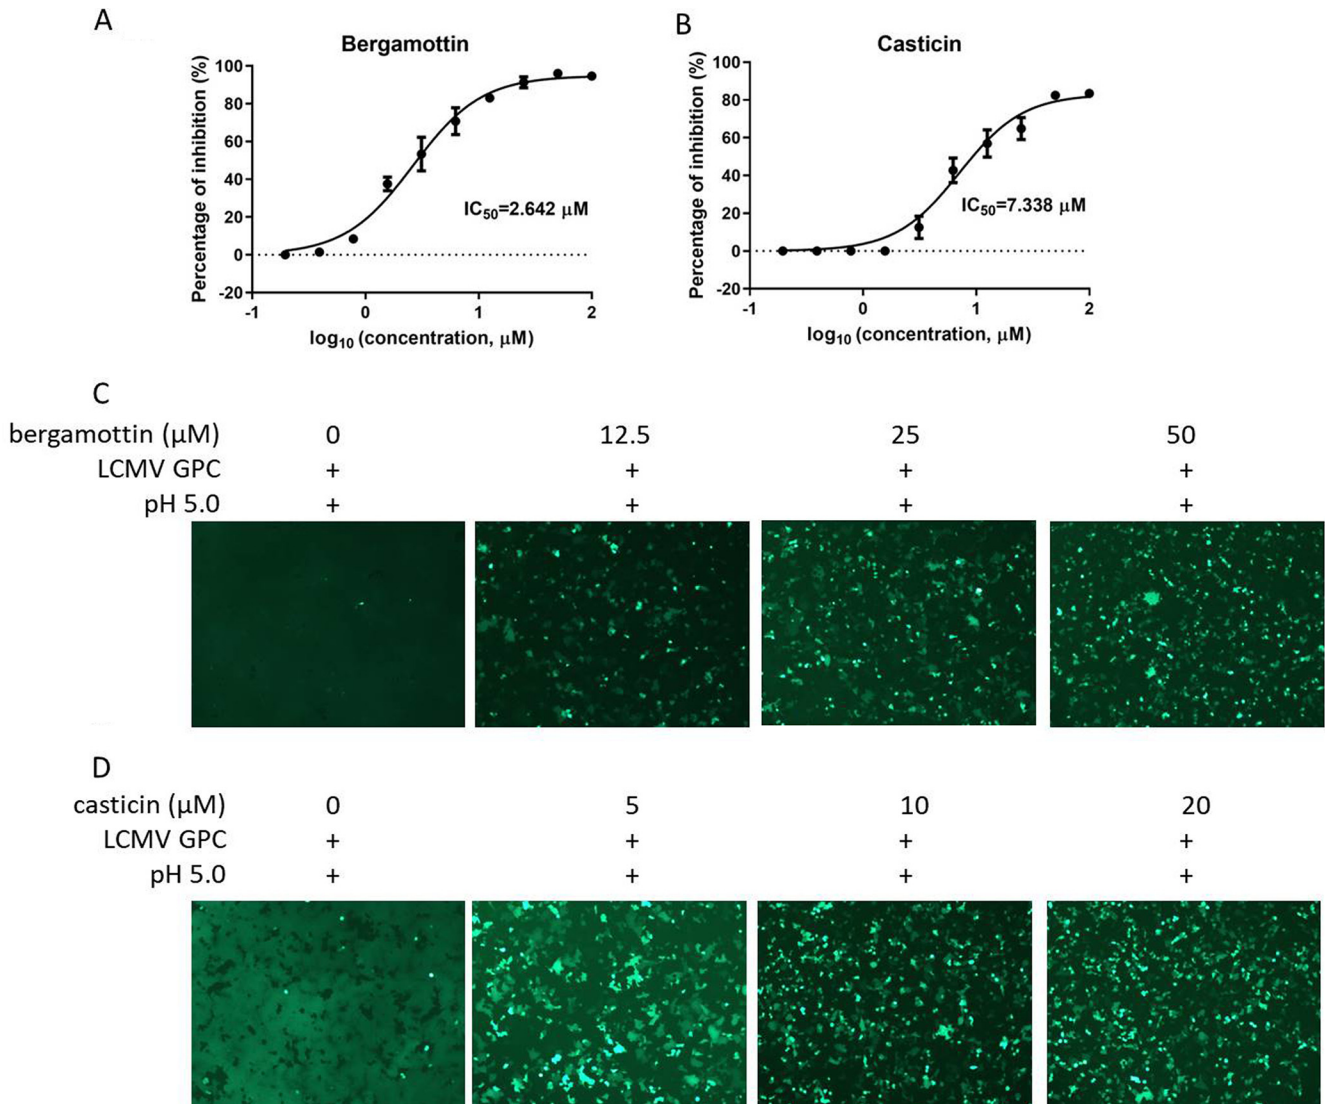 A
Bergamottin
Percentage of inhibition (%)
100
80
60
40
20
0
-20
-1
0
1
2
IC50=2.642 μM
log10 (concentration, μM)
B
Casticin
Percentage of inhibition (%)
100
80
60
40
20
0
-20
-1
0
1
2
IC50=7.338 μM
log10 (concentration, μM)
C
bergamottin (μM) 0 12.5 25 50
LCMV GPC + + + +
pH 5.0 + + + +
D
casticin (μM) 0 5 10 20
LCMV GPC + + + +
pH 5.0 + + + +